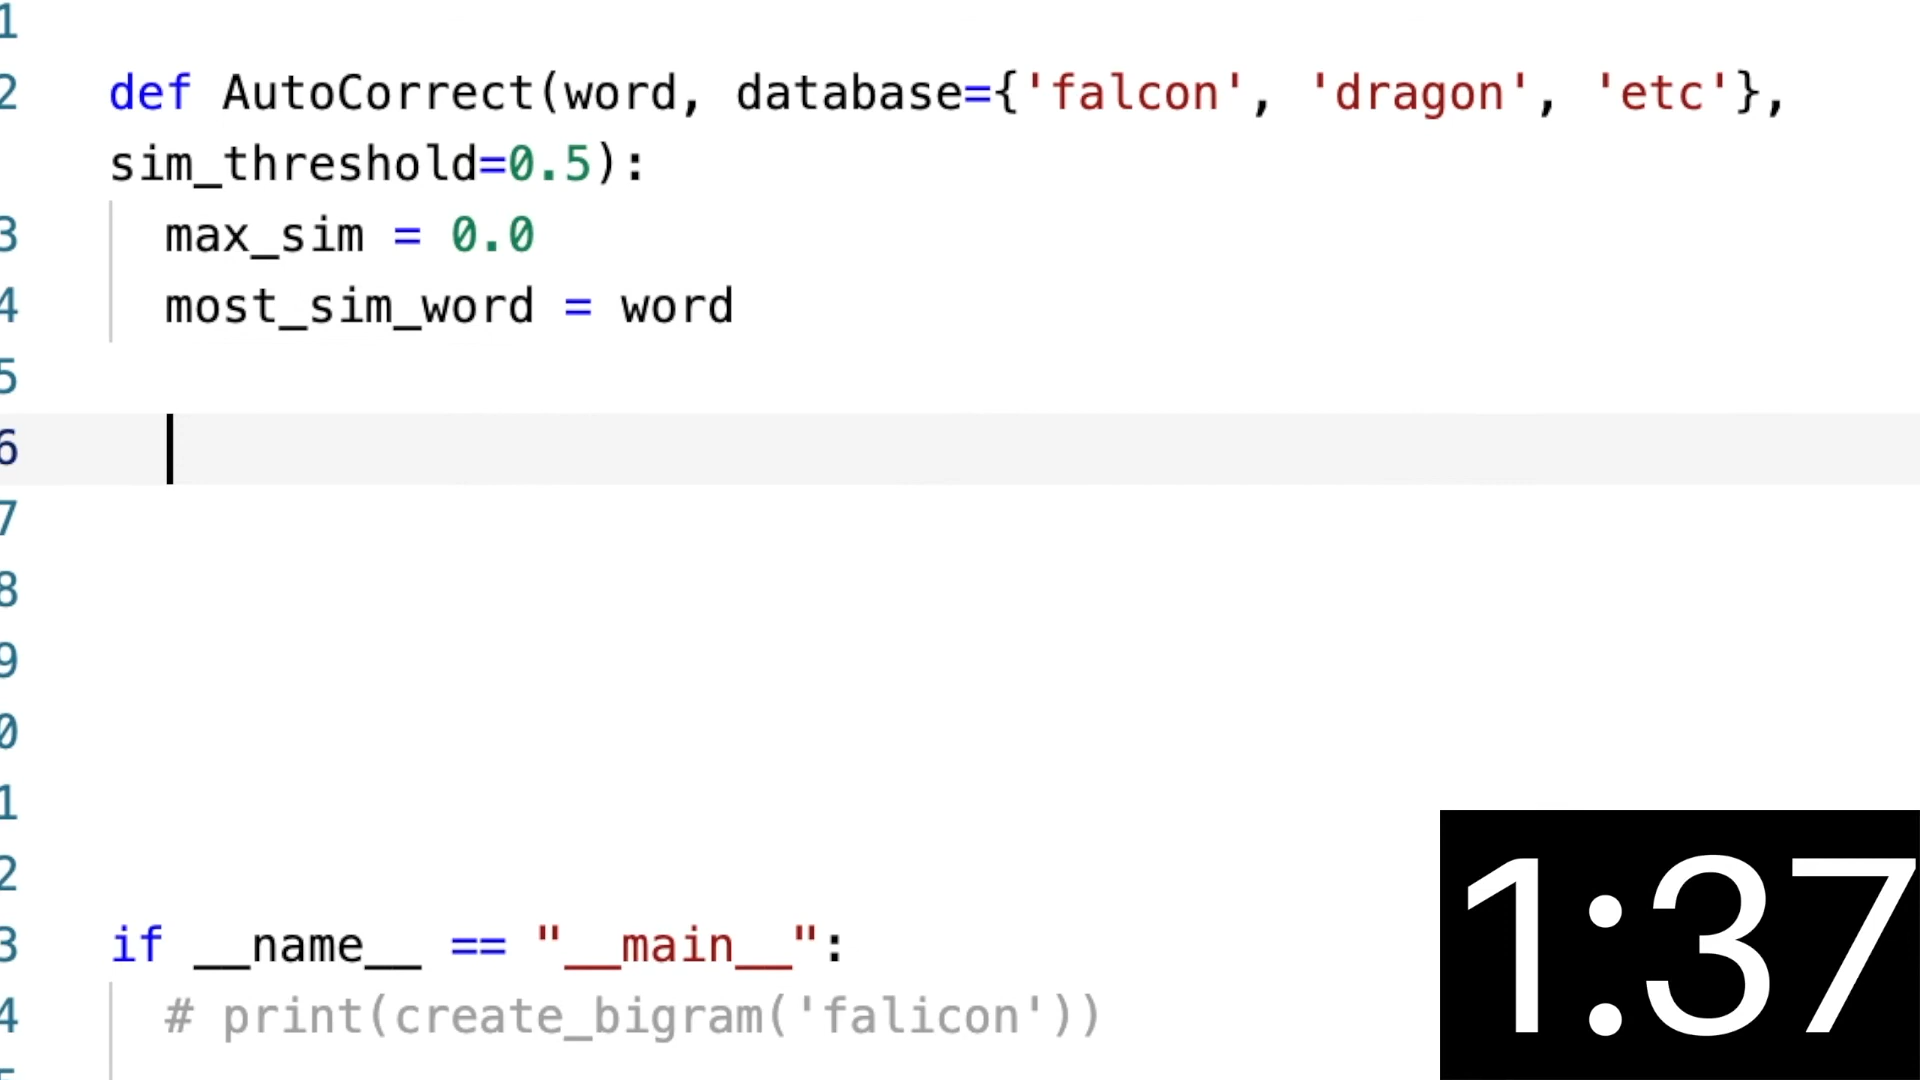 1
2 def AutoCorrect(word, database={'falcon', 'dragon', 'etc'},
sim_threshold=0.5):
3 max_sim = 0.0
4 most_sim_word = word
5
6
7
8
9
0
1
2
3 if __name__ == "__main__":
4 # print(create_bigram('falicon'))
1:37